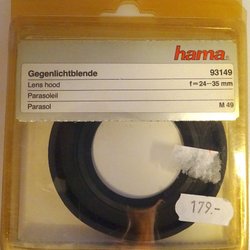 hama
Gegenlichtblende 93149
Lens hood f=24-35 mm
Parasoleil
Parasol M 49
179.-